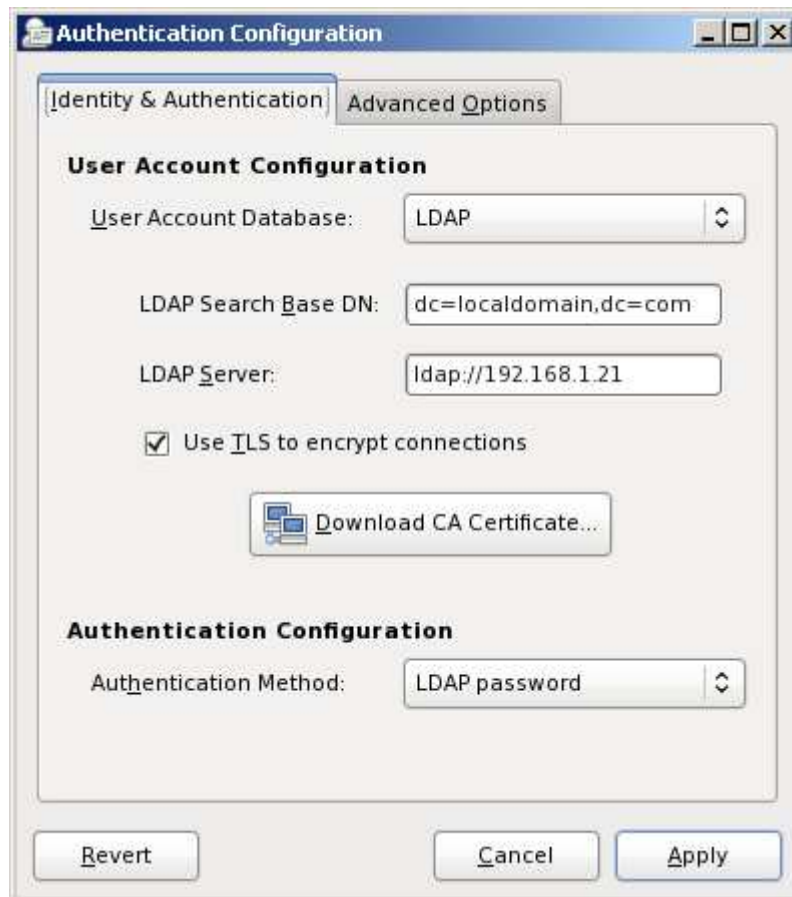 Authentication Configuration
Identity & Authentication
Advanced Options
User Account Configuration
User Account Database: LDAP
LDAP Search Base DN: dc=localdomain,dc=com
LDAP Server: ldap://192.168.1.21
Use TLS to encrypt connections
Download CA Certificate...
Authentication Configuration
Authentication Method: LDAP password
Revert Cancel Apply